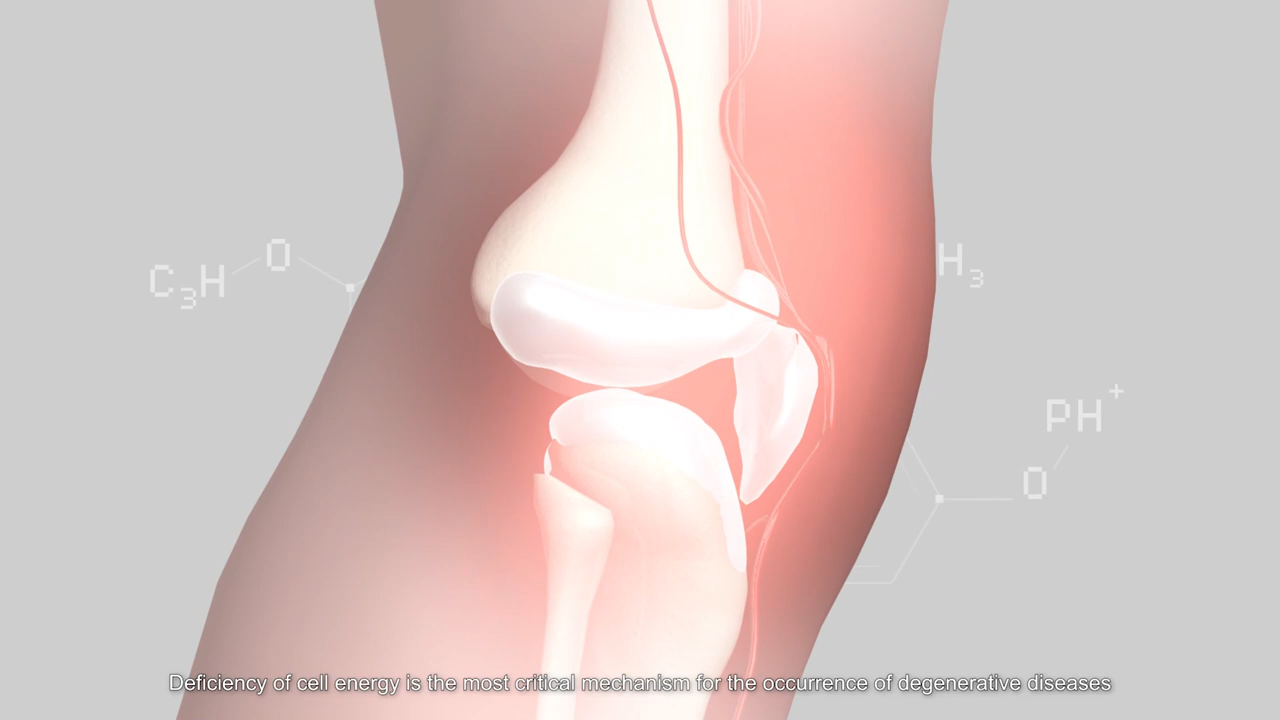 C3H
O
H3
PH+
O
Deficiency of cell energy is the most critical mechanism for the occurrence of degenerative diseases